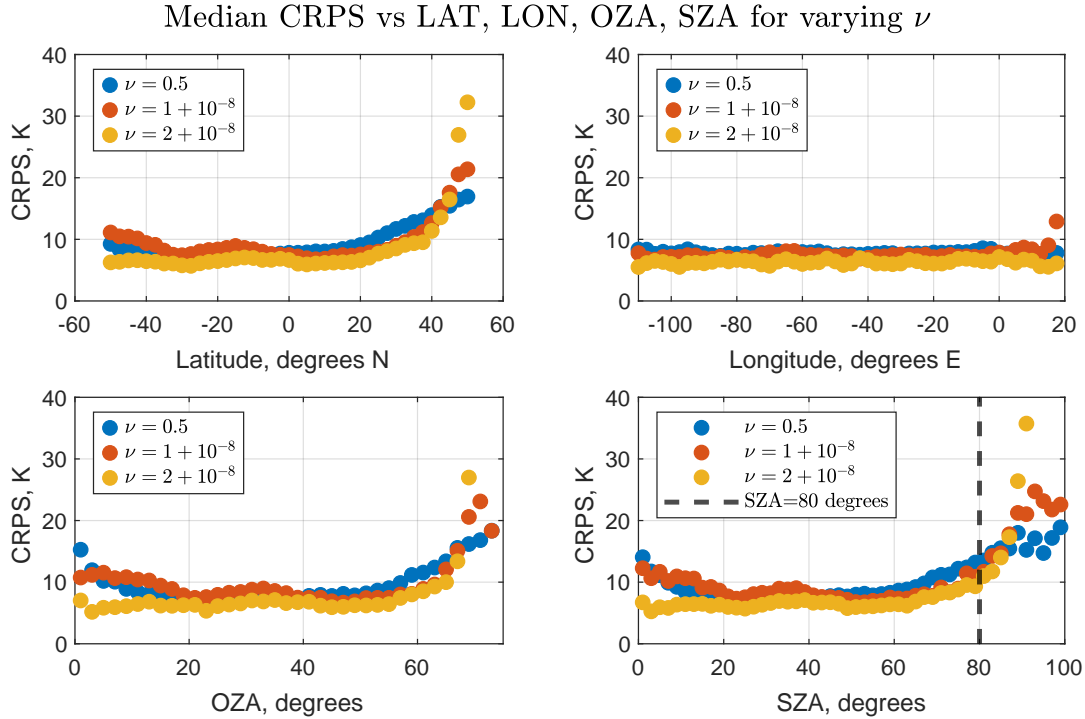 Median CRPS vs LAT, LON, OZA, SZA for varying ν
40
30
20
10
0
CRPS, K
ν = 0.5
ν = 1 + 10⁻⁸
ν = 2 + 10⁻⁸
-60 -40 -20 0 20 40 60
Latitude, degrees N
40
30
20
10
0
CRPS, K
ν = 0.5
ν = 1 + 10⁻⁸
ν = 2 + 10⁻⁸
-100 -80 -60 -40 -20 0 20
Longitude, degrees E
40
30
20
10
0
CRPS, K
ν = 0.5
ν = 1 + 10⁻⁸
ν = 2 + 10⁻⁸
0 20 40 60
OZA, degrees
40
30
20
10
0
CRPS, K
ν = 0.5
ν = 1 + 10⁻⁸
ν = 2 + 10⁻⁸
SZA=80 degrees
0 20 40 60 80 100
SZA, degrees